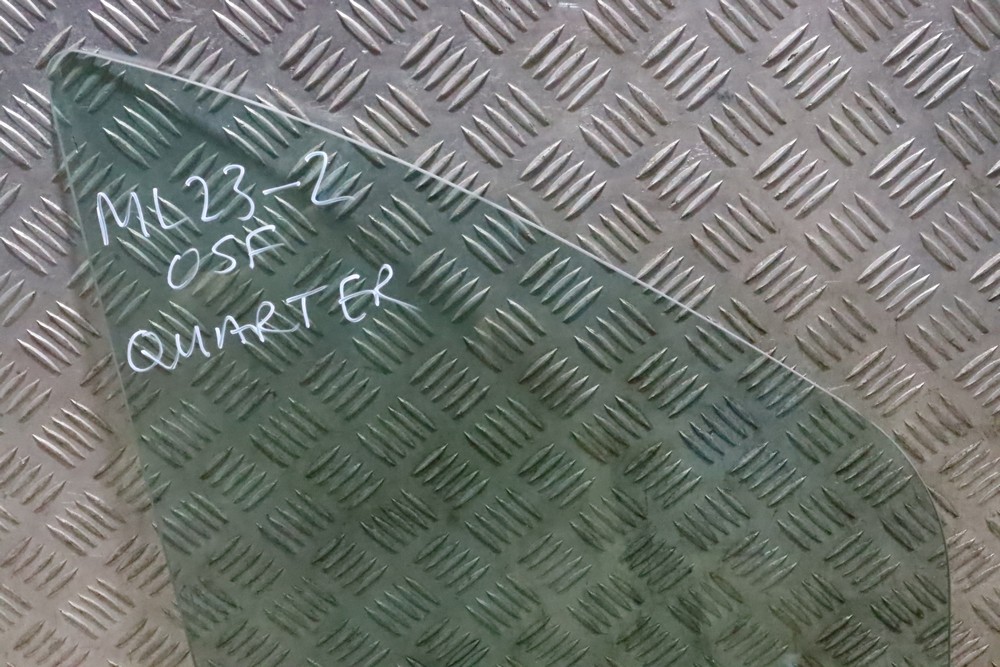 ML23-2
OSF
QUARTER